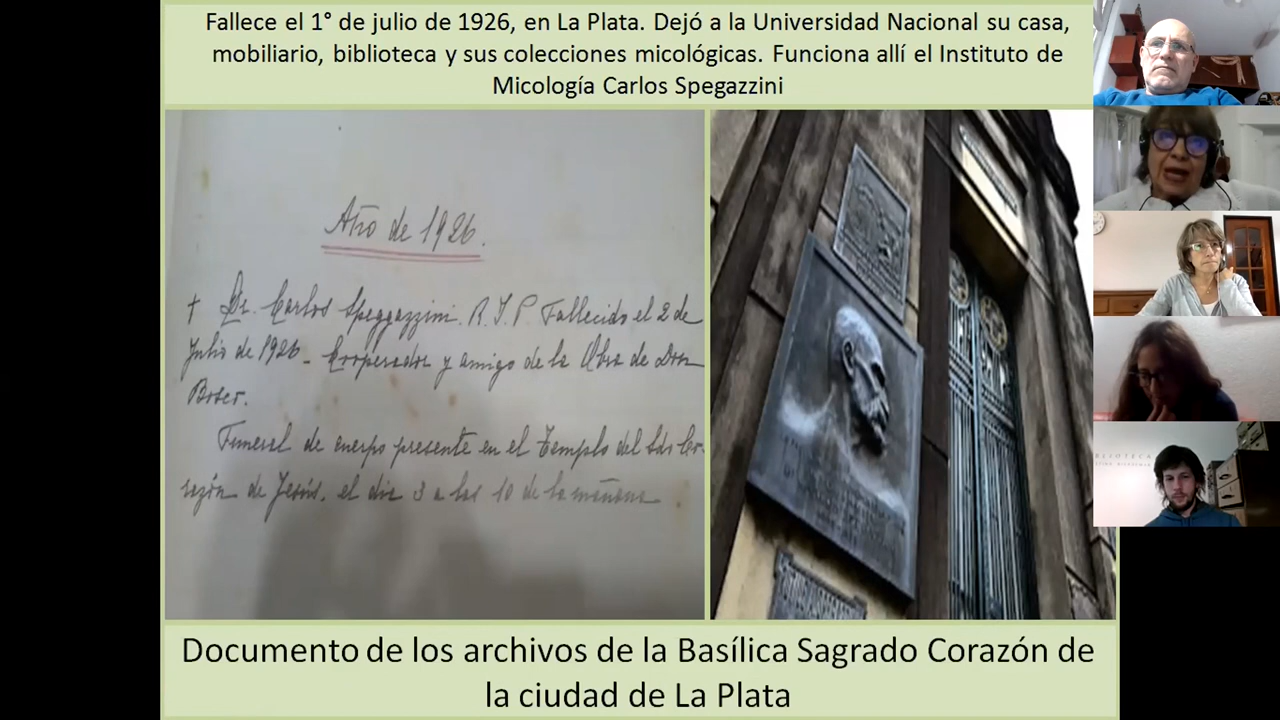 Fallece el 1° de julio de 1926, en La Plata. Dejó a la Universidad Nacional su casa,
mobiliario, biblioteca y sus colecciones micológicas. Funciona allí el Instituto de
Micología Carlos Spegazzini
Año de 1926.
† Dr. Carlos Speggazzini. R.I.P Fallecido el 2 de
Julio de 1926 - Cooperador y amigo de la Obra de Don
Bosco.
Funeral de cuerpo presente en el Templo del Sdo Co-
razón de Jesús. el dia 3 a las 10 de la mañana
Documento de los archivos de la Basílica Sagrado Corazón de
la ciudad de La Plata